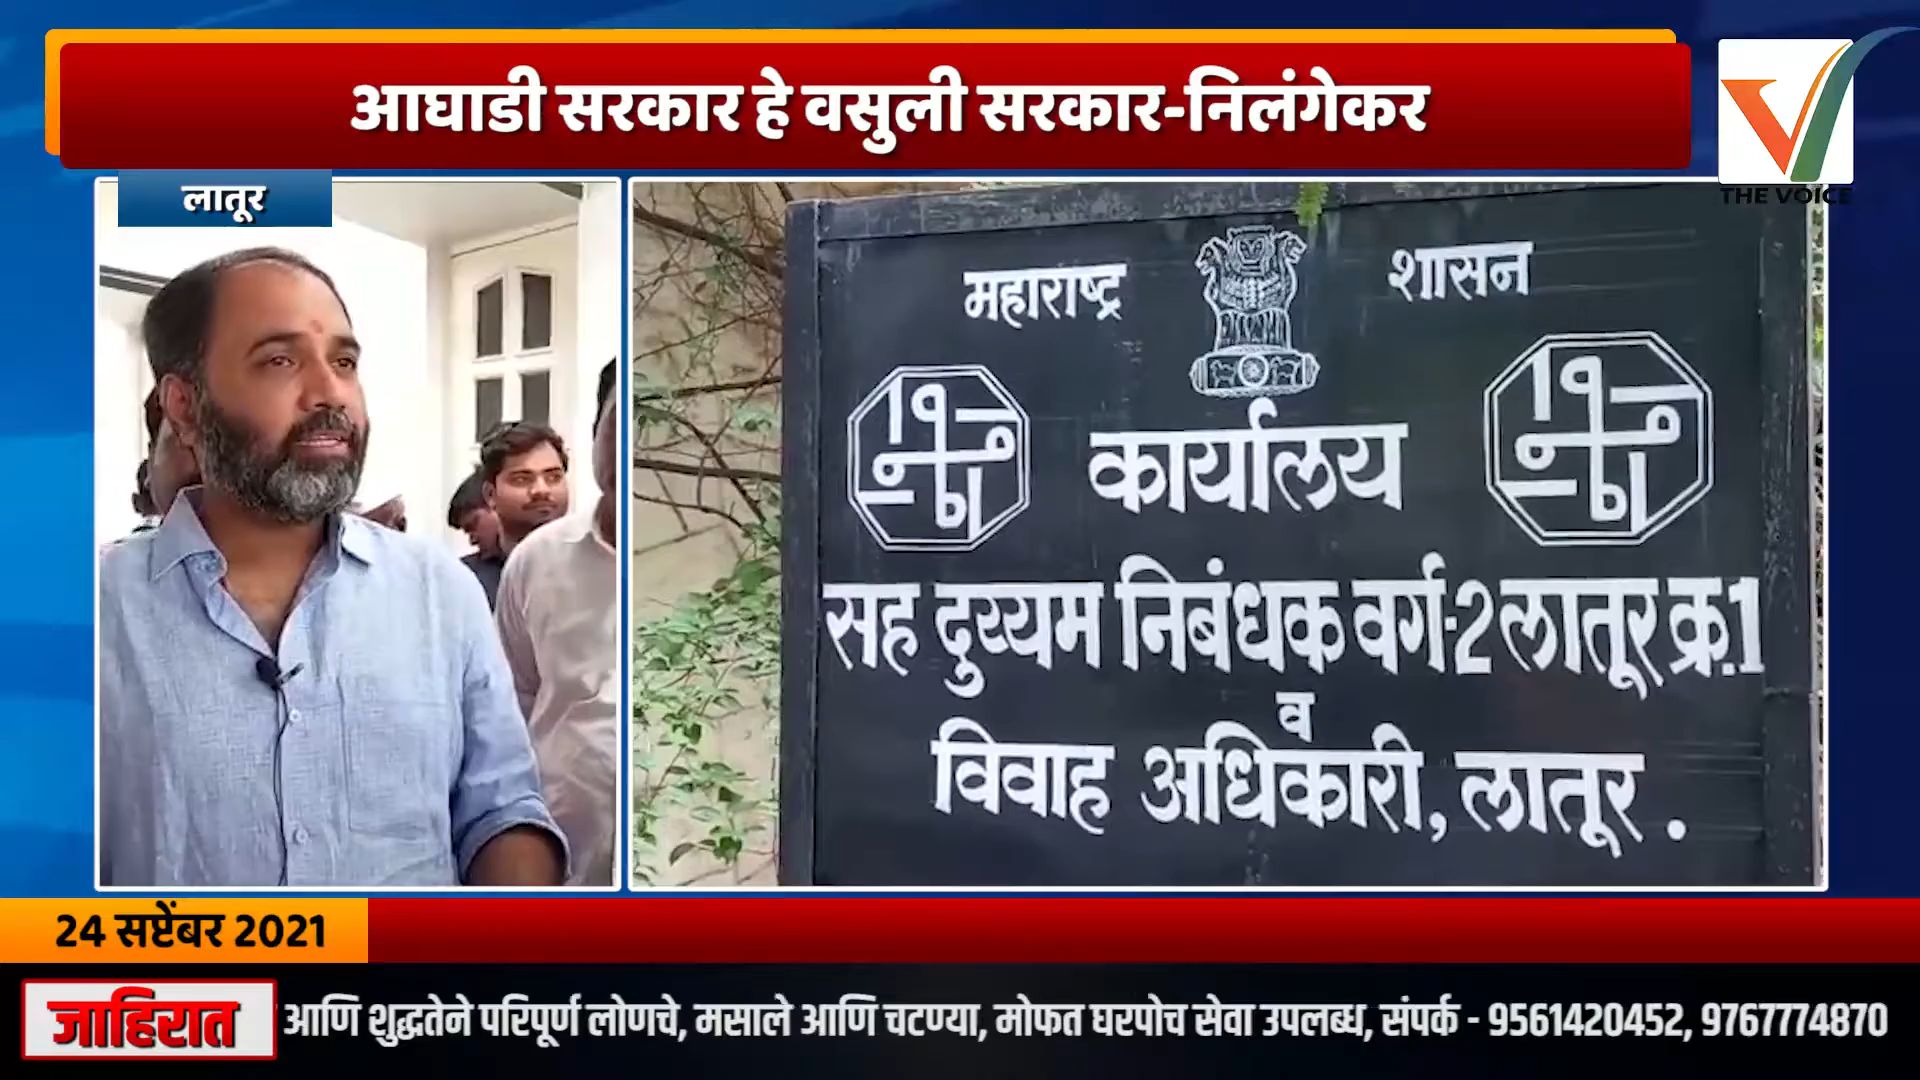 आघाडी सरकार हे वसुली सरकार-निलंगेकर
THE VOICE
लातूर
महाराष्ट्र शासन
कार्यालय
सह दुय्यम निबंधक वर्ग-2 लातूर क्र.1
व
विवाह अधिकारी, लातूर .
24 सप्टेंबर 2021
जाहिरात
आणि शुद्धतेने परिपूर्ण लोणचे, मसाले आणि चटण्या, मोफत घरपोच सेवा उपलब्ध, संपर्क - 9561420452, 9767774870